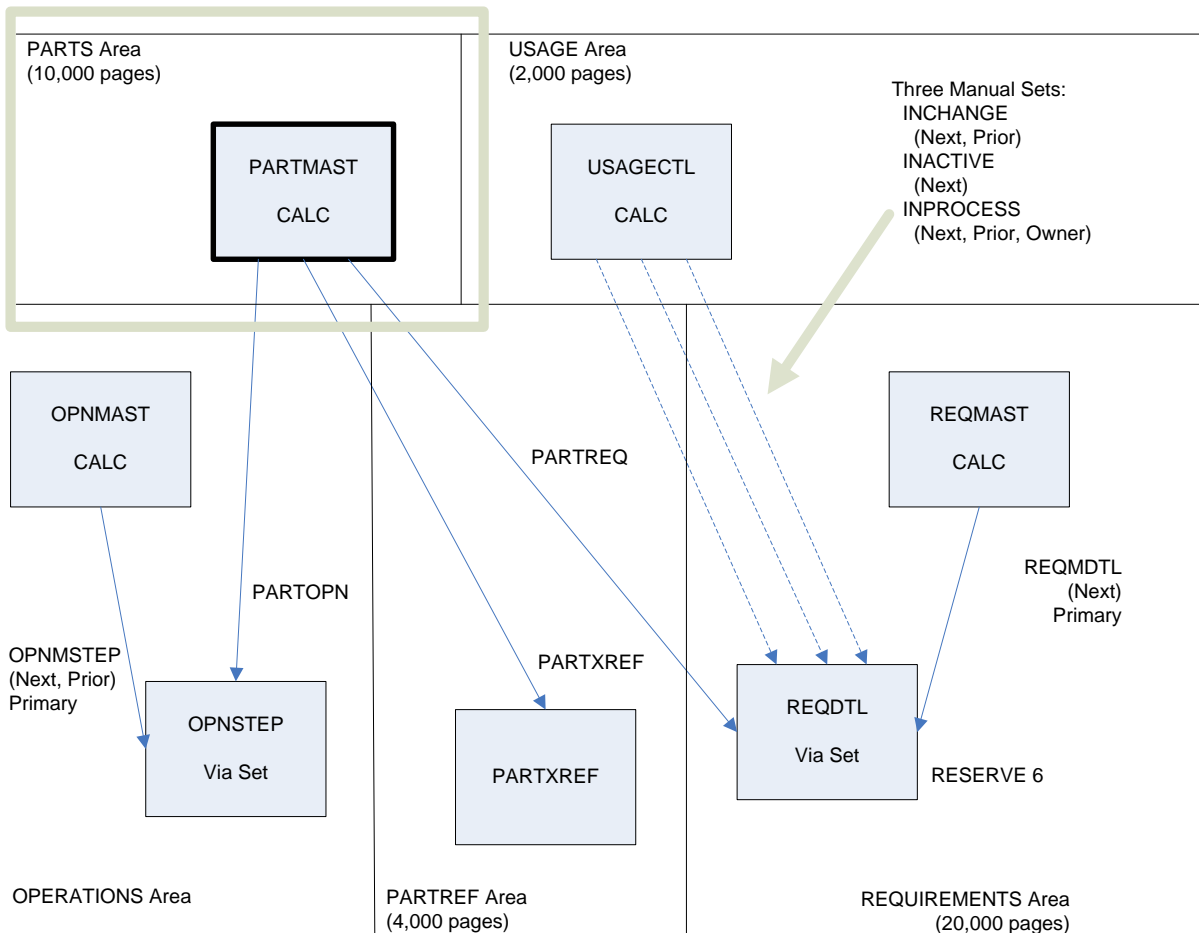 PARTS Area
(10,000 pages)
USAGE Area
(2,000 pages)
Three Manual Sets:
INCHANGE
(Next, Prior)
INACTIVE
(Next)
INPROCESS
(Next, Prior, Owner)
PARTMAST
CALC
USAGECTL
CALC
OPNMAST
CALC
REQMAST
CALC
PARTREQ
PARTOPN
REQMDTL
(Next)
Primary
OPNMSTEP
(Next, Prior)
Primary
PARTXREF
OPNSTEP
Via Set
PARTXREF
REQDTL
Via Set
RESERVE 6
OPERATIONS Area
PARTREF Area
(4,000 pages)
REQUIREMENTS Area
(20,000 pages)